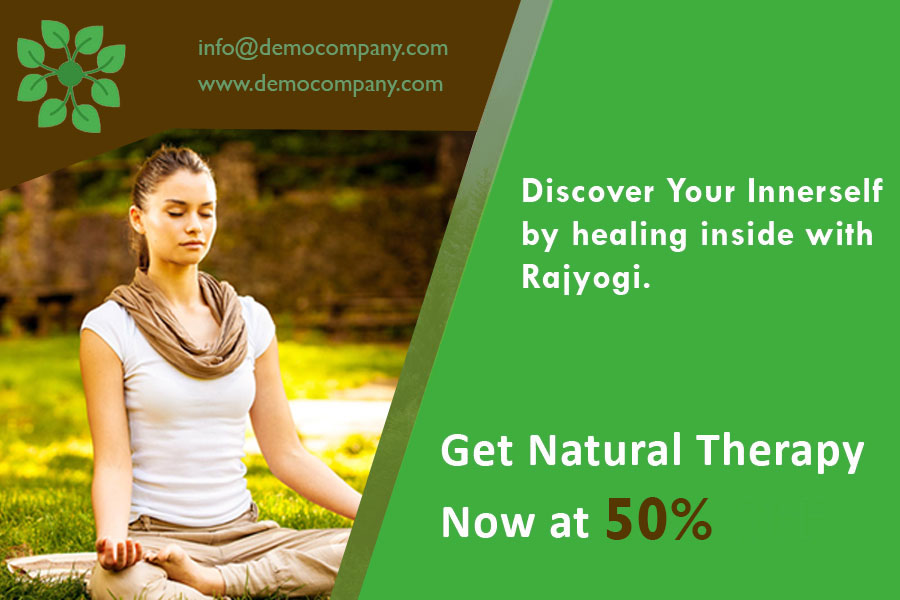 info@democompany.com
www.democompany.com
Discover Your Innerself
by healing inside with
Rajyogi.
Get Natural Therapy
Now at 50%